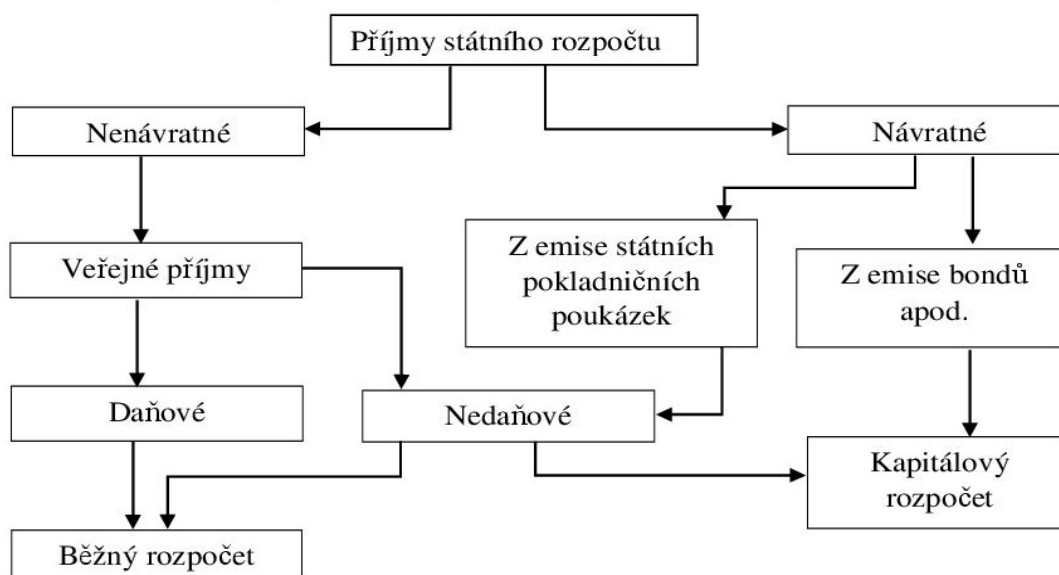 Příjmy státního rozpočtu
Nenávratné
Návratné
Veřejné příjmy
Z emise státních
pokladničních
poukázek
Z emise bondů
apod.
Daňové
Nedaňové
Kapitálový
rozpočet
Běžný rozpočet